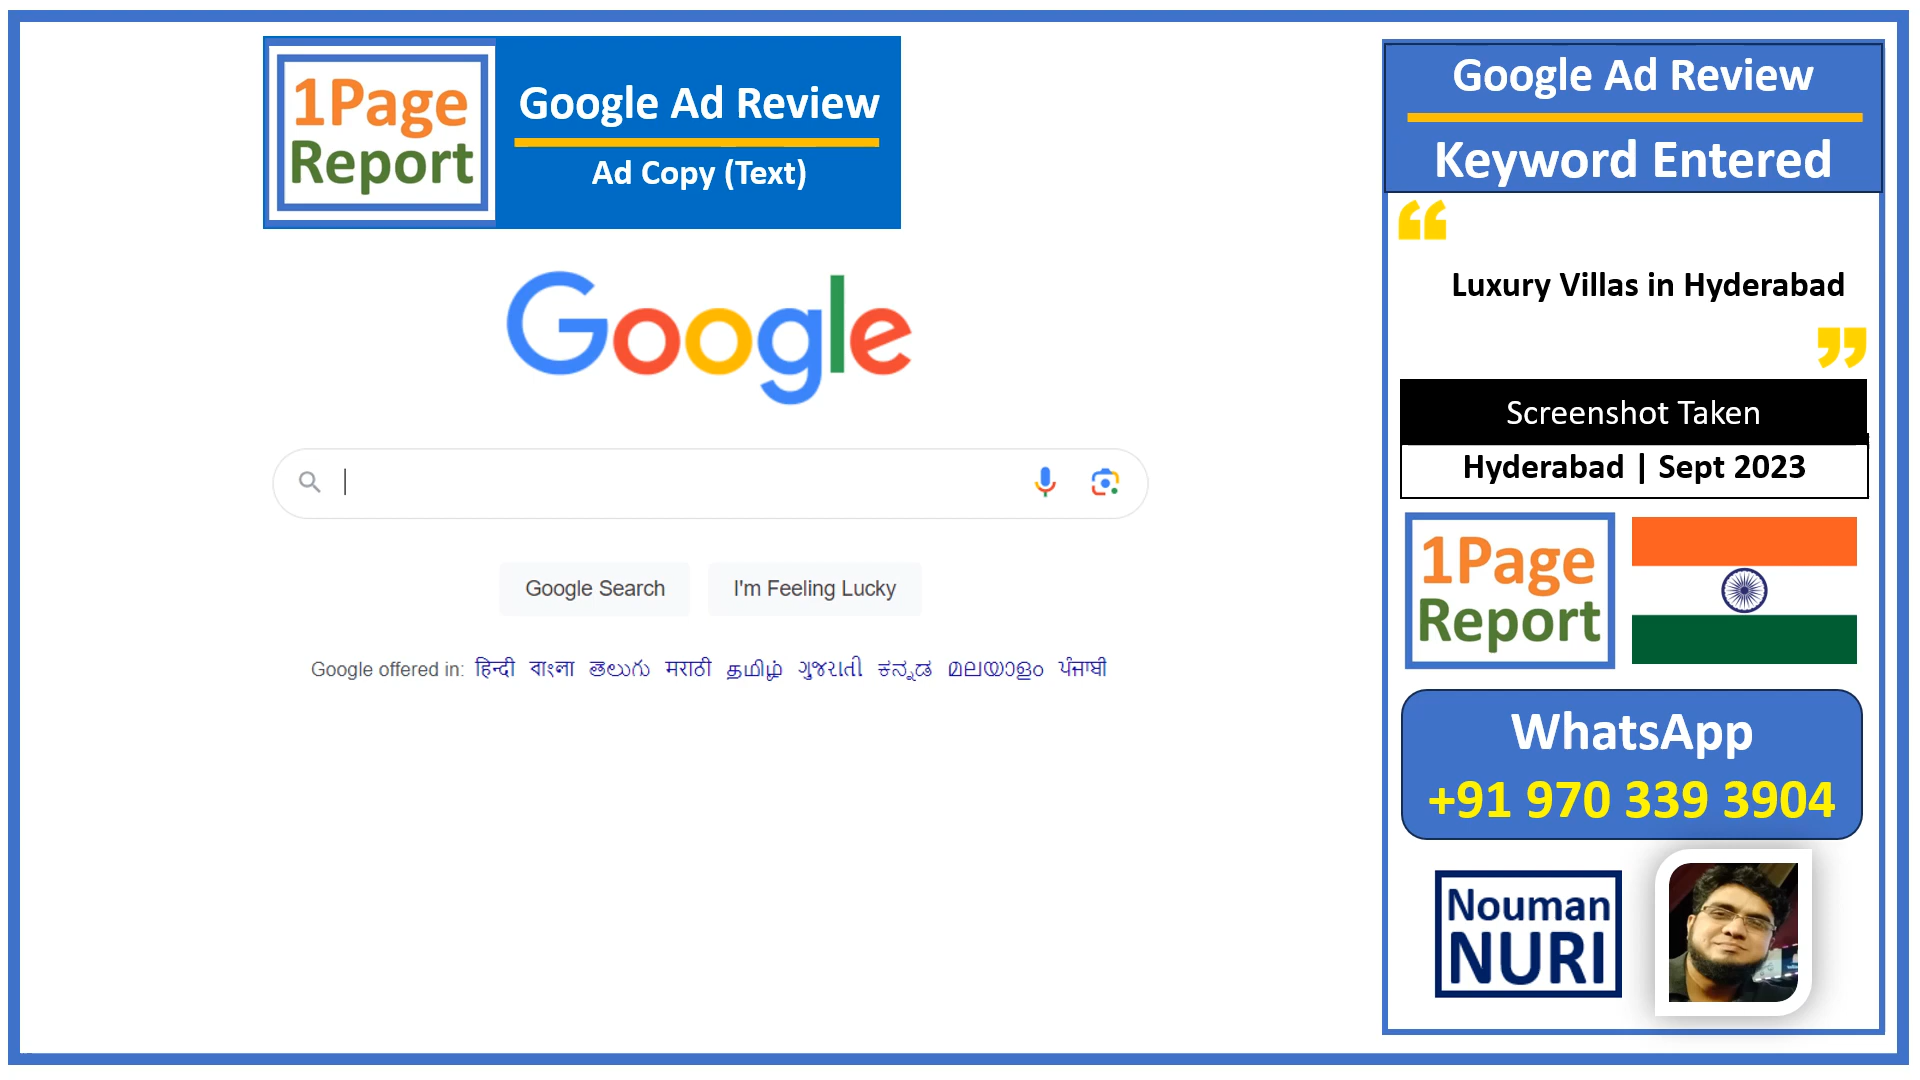 1Page
Report
Google Ad Review
Ad Copy (Text)
Google
Google Search
I'm Feeling Lucky
Google offered in: हिन्दी বাংলা తెలుగు मराठी தமிழ் ગુજરાતી ಕನ್ನಡ മലയാളം ਪੰਜਾਬੀ
Google Ad Review
Keyword Entered
“
Luxury Villas in Hyderabad
”
Screenshot Taken
Hyderabad | Sept 2023
1Page
Report
WhatsApp
+91 970 339 3904
Nouman
NURI